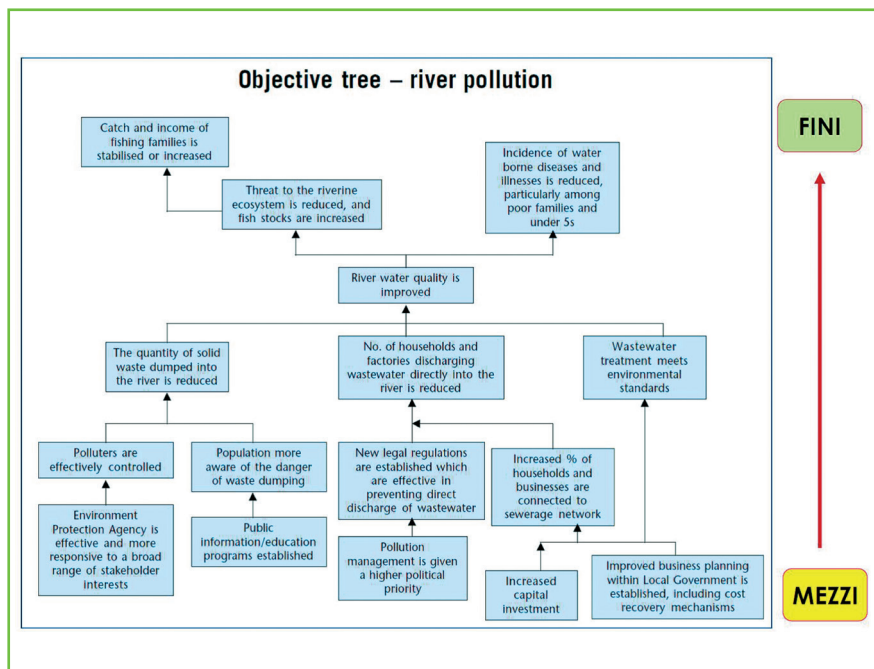 Objective tree – river pollution
FINI
Catch and income of
fishing families is
stabilised or increased
Incidence of water
borne diseases and
illnesses is reduced,
particularly among
poor families and
under 5s
Threat to the riverine
ecosystem is reduced, and
fish stocks are increased
River water quality is
improved
The quantity of solid
waste dumped into
the river is reduced
No. of households and
factories discharging
wastewater directly into the
river is reduced
Wastewater
treatment meets
environmental
standards
Polluters are
effectively controlled
Population more
aware of the danger
of waste dumping
New legal regulations
are established which
are effective in
preventing direct
discharge of wastewater
Increased % of
households and
businesses are
connected to
sewerage network
Environment
Protection Agency is
effective and more
responsive to a broad
range of stakeholder
interests
Public
information/education
programs established
Pollution
management is given
a higher political
priority
Increased
capital
investment
Improved business planning
within Local Government is
established, including cost
recovery mechanisms
MEZZI